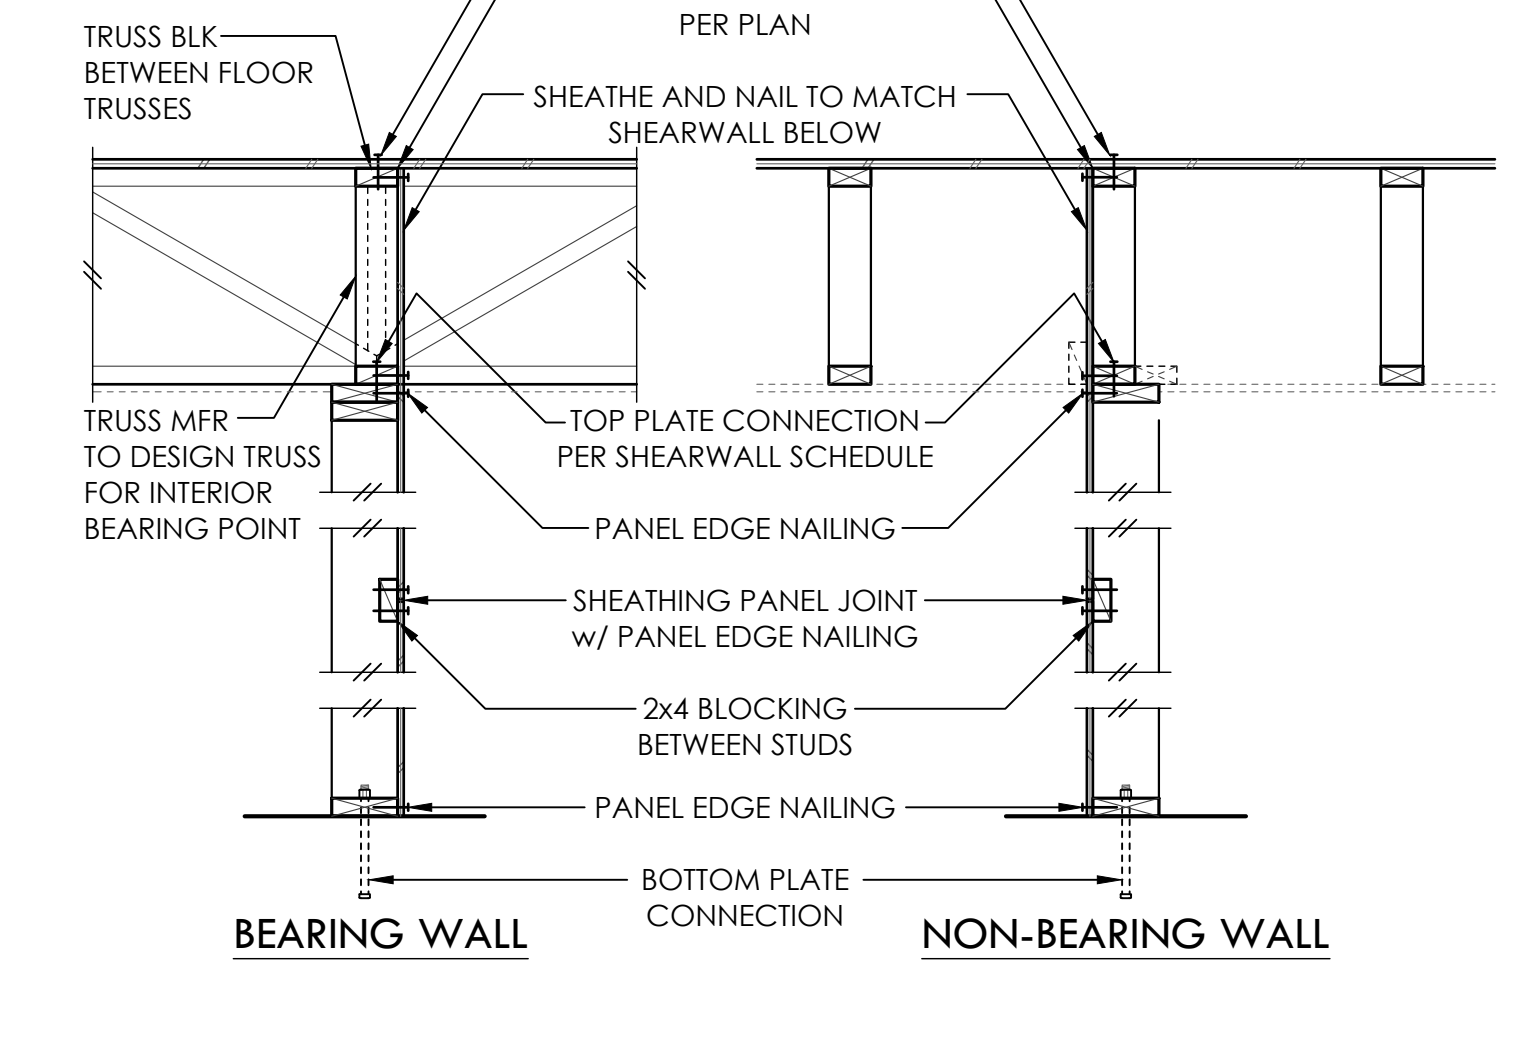 PER PLAN
TRUSS BLK
BETWEEN FLOOR
TRUSSES
SHEATHE AND NAIL TO MATCH
SHEARWALL BELOW
TRUSS MFR
TO DESIGN TRUSS
FOR INTERIOR
BEARING POINT
TOP PLATE CONNECTION
PER SHEARWALL SCHEDULE
PANEL EDGE NAILING
SHEATHING PANEL JOINT
w/ PANEL EDGE NAILING
2x4 BLOCKING
BETWEEN STUDS
PANEL EDGE NAILING
BOTTOM PLATE
CONNECTION
BEARING WALL
NON-BEARING WALL